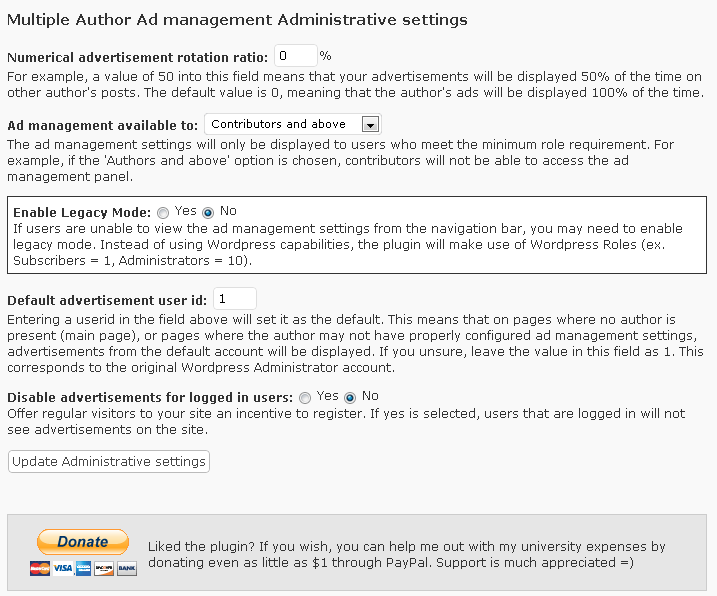 Multiple Author Ad management Administrative settings
Numerical advertisement rotation ratio: 0 %
For example, a value of 50 into this field means that your advertisements will be displayed 50% of the time on
other author's posts. The default value is 0, meaning that the author's ads will be displayed 100% of the time.
Ad management available to: Contributors and above
The ad management settings will only be displayed to users who meet the minimum role requirement. For
example, if the 'Authors and above' option is chosen, contributors will not be able to access the ad
management panel.
Enable Legacy Mode: Yes No
If users are unable to view the ad management settings from the navigation bar, you may need to enable
legacy mode. Instead of using Wordpress capabilities, the plugin will make use of Wordpress Roles (ex.
Subscribers = 1, Administrators = 10).
Default advertisement user id: 1
Entering a userid in the field above will set it as the default. This means that on pages where no author is
present (main page), or pages where the author may not have properly configured ad management settings,
advertisements from the default account will be displayed. If you unsure, leave the value in this field as 1. This
corresponds to the original Wordpress Administrator account.
Disable advertisements for logged in users: Yes No
Offer regular visitors to your site an incentive to register. If yes is selected, users that are logged in will not
see advertisements on the site.
Update Administrative settings
Donate
VISA BANK
Liked the plugin? If you wish, you can help me out with my university expenses by
donating even as little as $1 through PayPal. Support is much appreciated =)